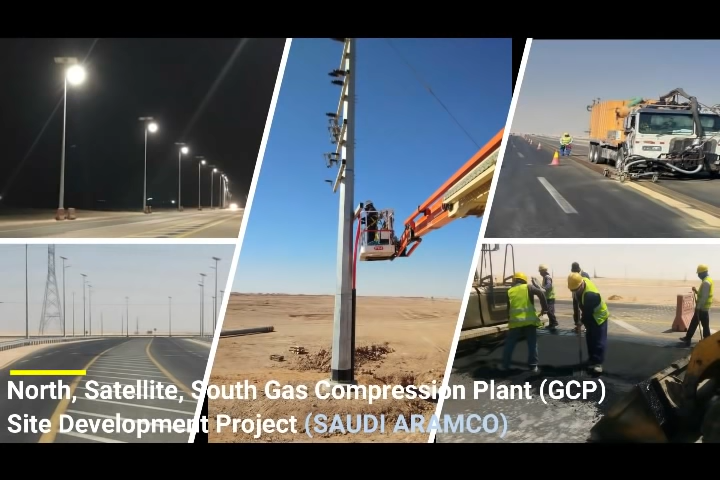 North, Satellite, South Gas Compression Plant (GCP)
Site Development Project (SAUDI ARAMCO)